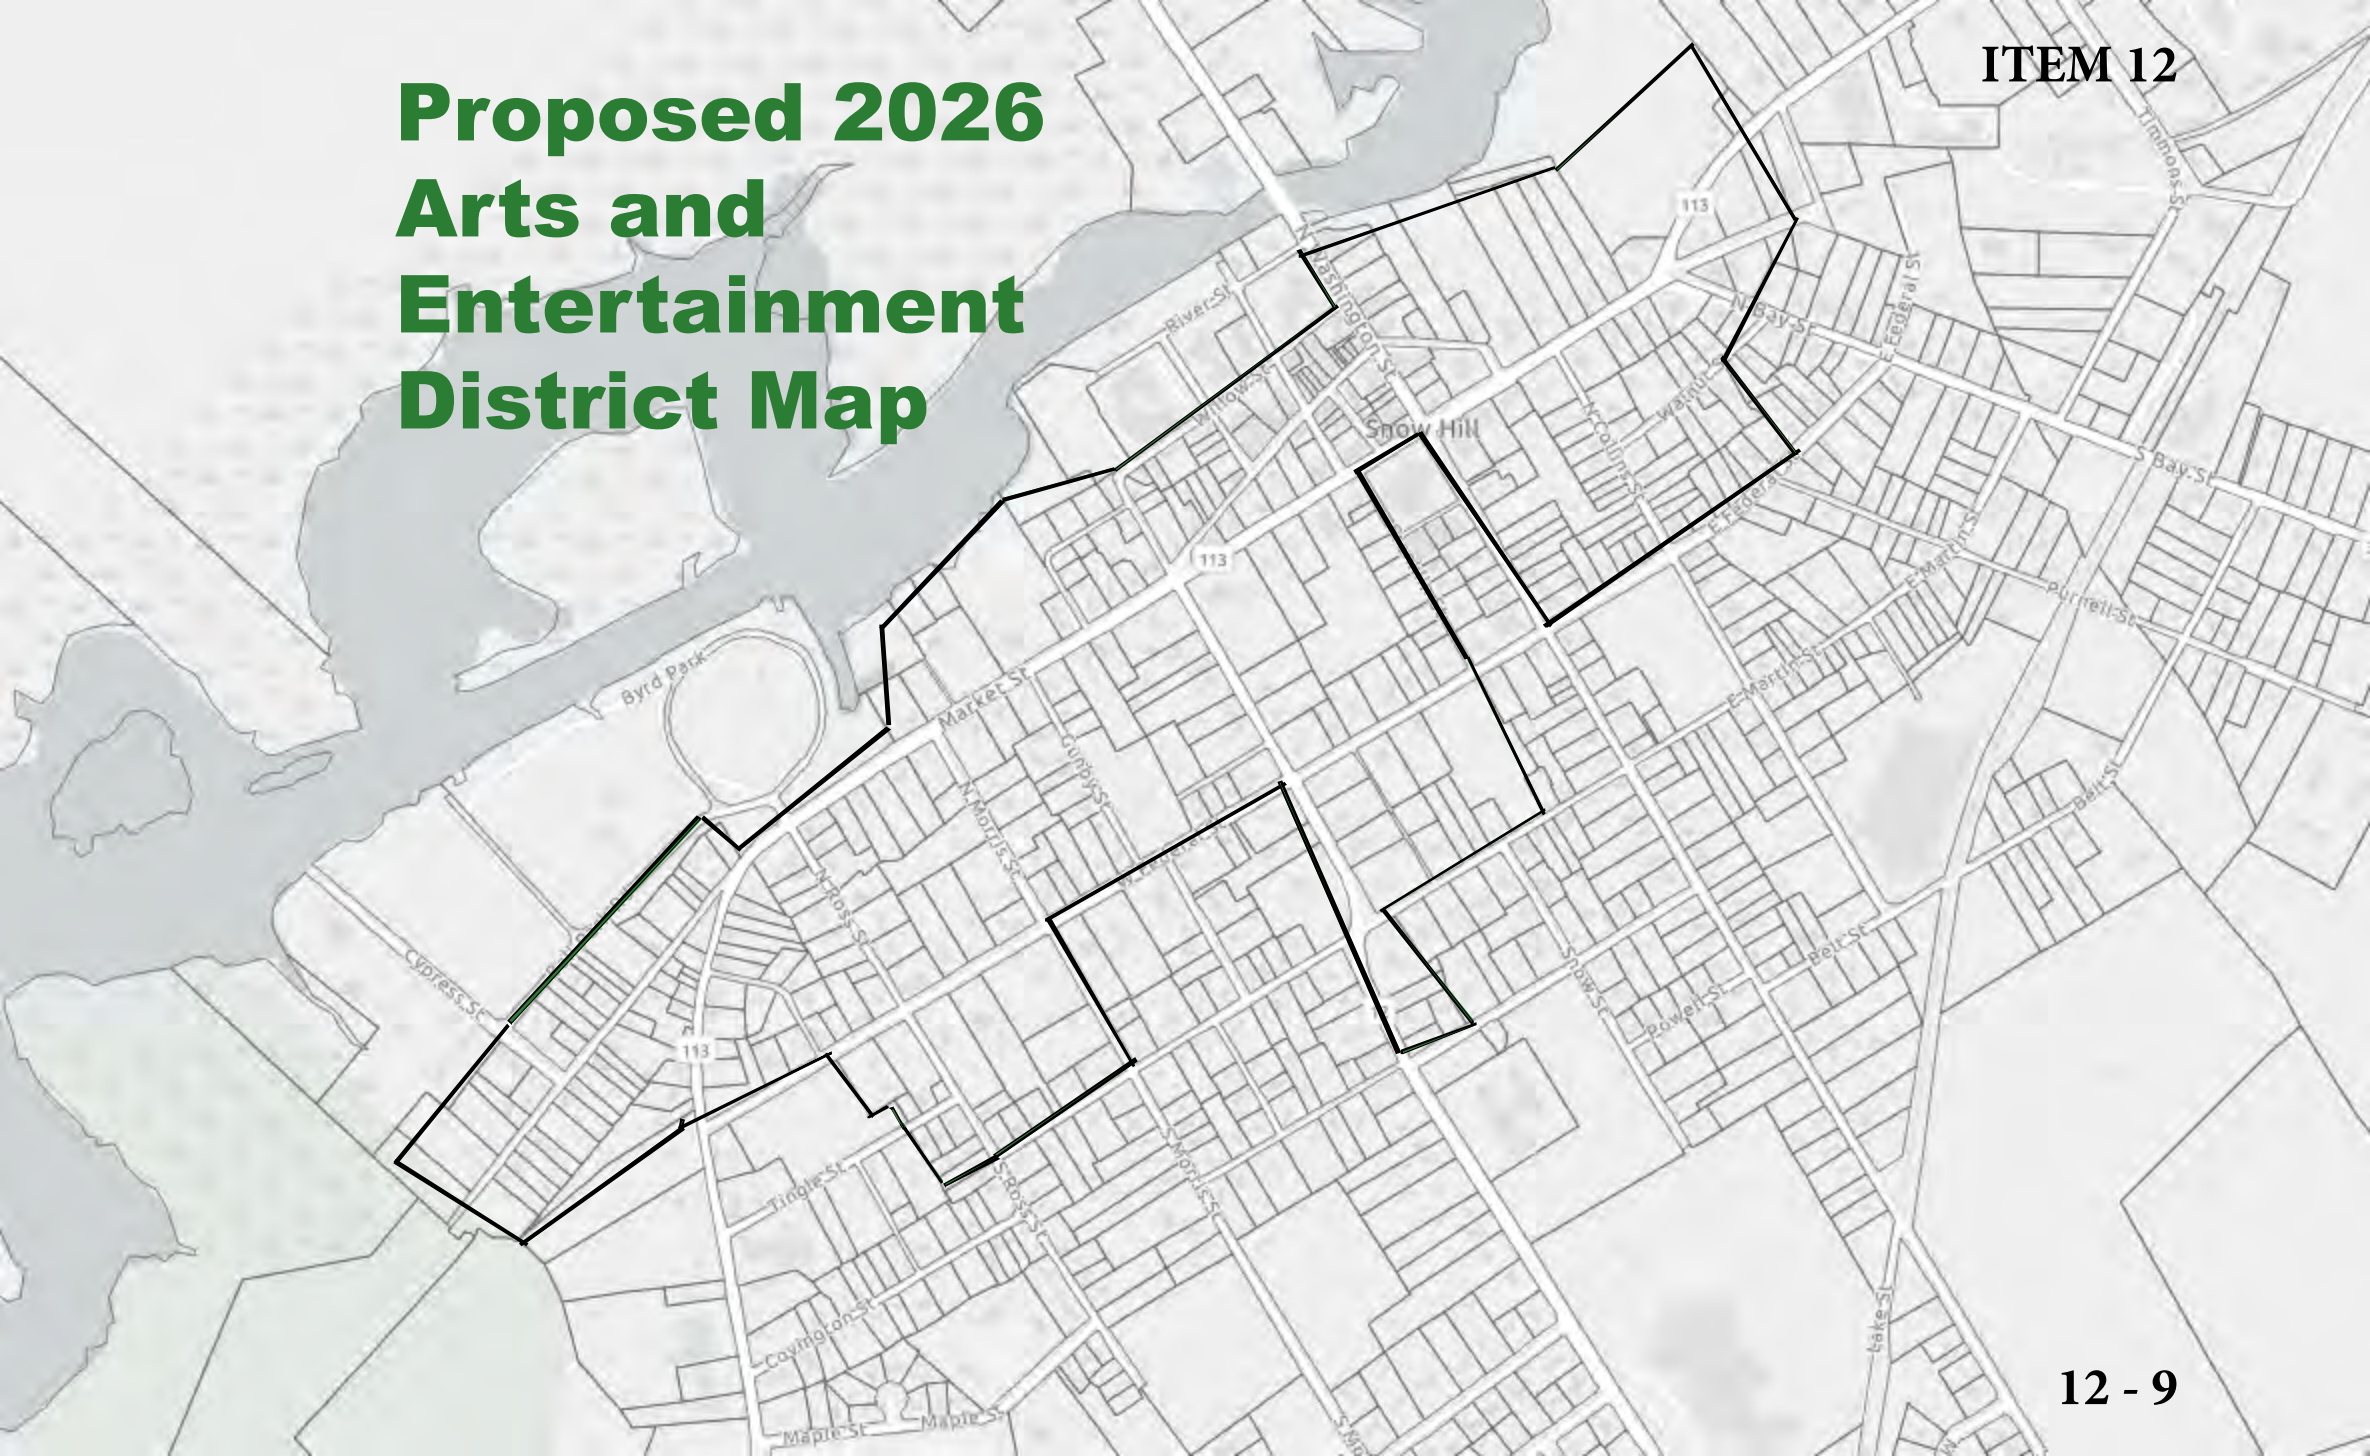 ITEM 12
Proposed 2026
Arts and
Entertainment
District Map
Timmons St
113
N Washington St
River St
N Bay St
E Federal St
Willow St
Walnut St
Snow Hill
N Collins St
S Bay St
E Federal
113
E Martin St
Purnell St
Byrd Park
Market St
E Martin St
Gunby St
Belt St
N Morris St
N Ross St
Cypress St
Belt St
Snow St
Powell St
113
Tingle St
S Morris St
S Ross St
Covington St
Lake St
12 - 9
Maple St
Maple St
S Mo